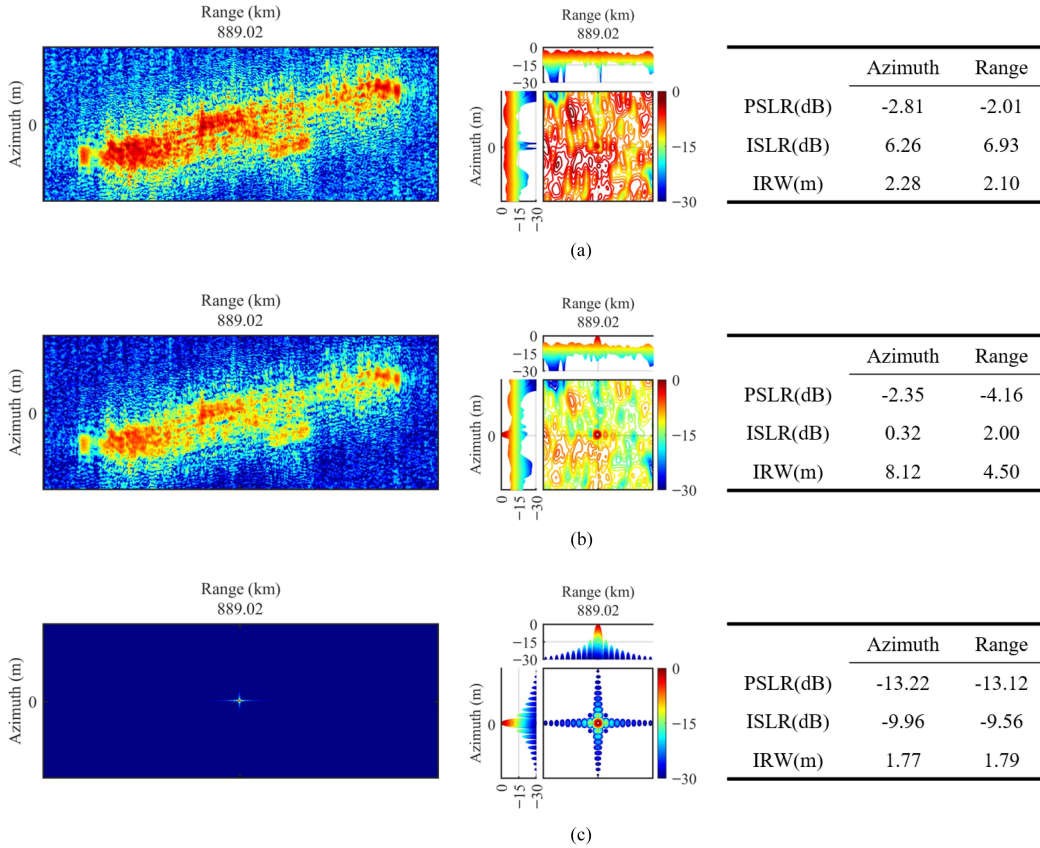 Range (km)
889.02
Azimuth (m)
0
Range (km)
889.02
0
−15
−30
Azimuth (m)
0
0
−15
−30
0
−15
−30
Azimuth Range
PSLR(dB) -2.81 -2.01
ISLR(dB) 6.26 6.93
IRW(m) 2.28 2.10
(a)
Range (km)
889.02
Azimuth (m)
0
Range (km)
889.02
0
−15
−30
Azimuth (m)
0
0
−15
−30
0
−15
−30
Azimuth Range
PSLR(dB) -2.35 -4.16
ISLR(dB) 0.32 2.00
IRW(m) 8.12 4.50
(b)
Range (km)
889.02
Azimuth (m)
0
Range (km)
889.02
0
−15
−30
Azimuth (m)
0
0
−15
−30
0
−15
−30
Azimuth Range
PSLR(dB) -13.22 -13.12
ISLR(dB) -9.96 -9.56
IRW(m) 1.77 1.79
(c)